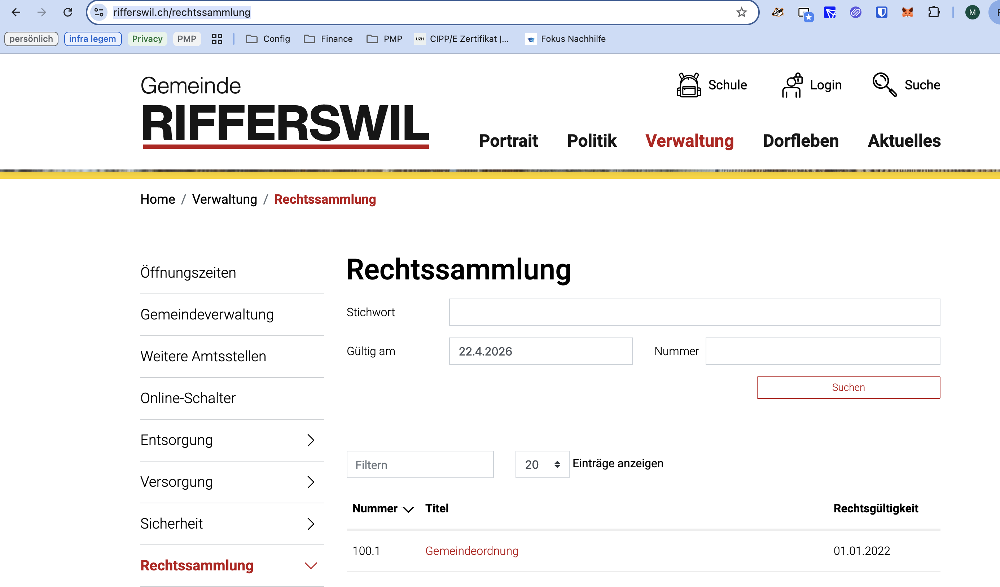 rifferswil.ch/rechtssammlung
M
persönlich
infra legem
Privacy
PMP
Config
Finance
PMP
UZH
CIPP/E Zertifikat |...
Fokus Nachhilfe
Gemeinde
RIFFERSWIL
Schule
Login
Suche
Portrait
Politik
Verwaltung
Dorfleben
Aktuelles
Home / Verwaltung / Rechtssammlung
Öffnungszeiten
Gemeindeverwaltung
Weitere Amtsstellen
Online-Schalter
Entsorgung
Versorgung
Sicherheit
Rechtssammlung
Rechtssammlung
Stichwort
Gültig am
22.4.2026
Nummer
Suchen
Filtern
20
Einträge anzeigen
Nummer Titel Rechtsgültigkeit
100.1 Gemeindeordnung 01.01.2022